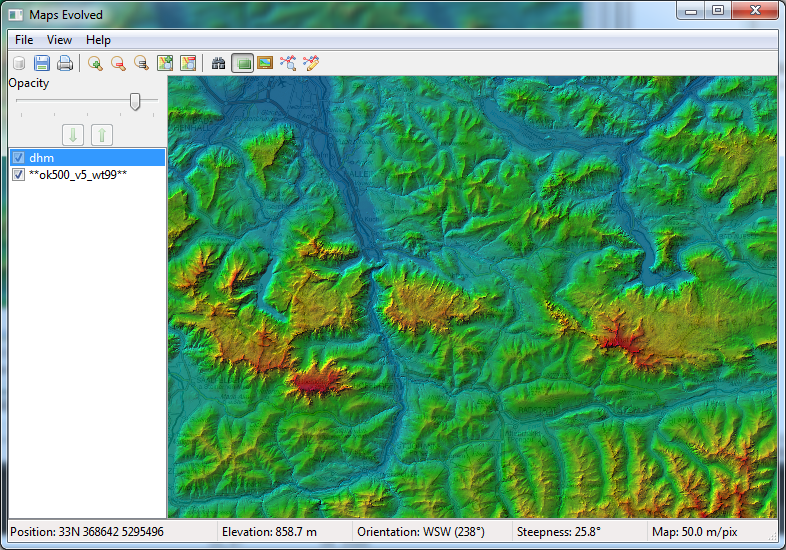 Maps Evolved
File View Help
Opacity
dhm
**ok500_v5_wt99**
Position: 33N 368642 5295496 Elevation: 858.7 m Orientation: WSW (238°) Steepness: 25.8° Map: 50.0 m/pix